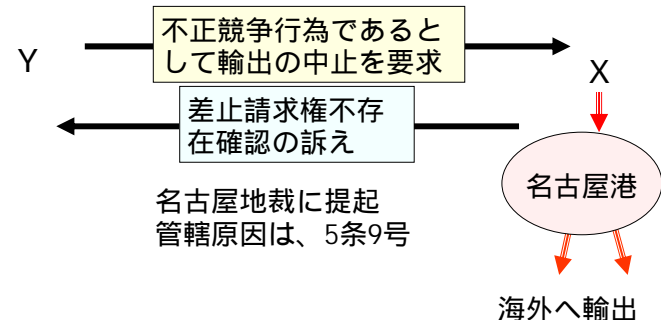 不正競争行為であると
して輸出の中止を要求
Y
X
差止請求権不存
在確認の訴え
名古屋港
名古屋地裁に提起
管轄原因は、5条9号
海外へ輸出